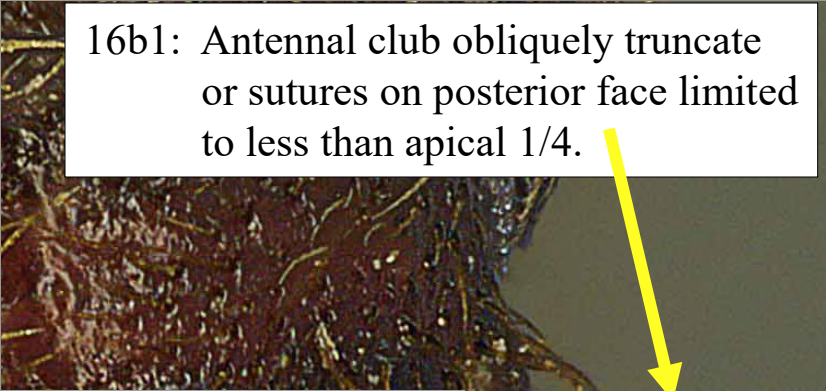 16b1: Antennal club obliquely truncate
or sutures on posterior face limited
to less than apical 1/4.